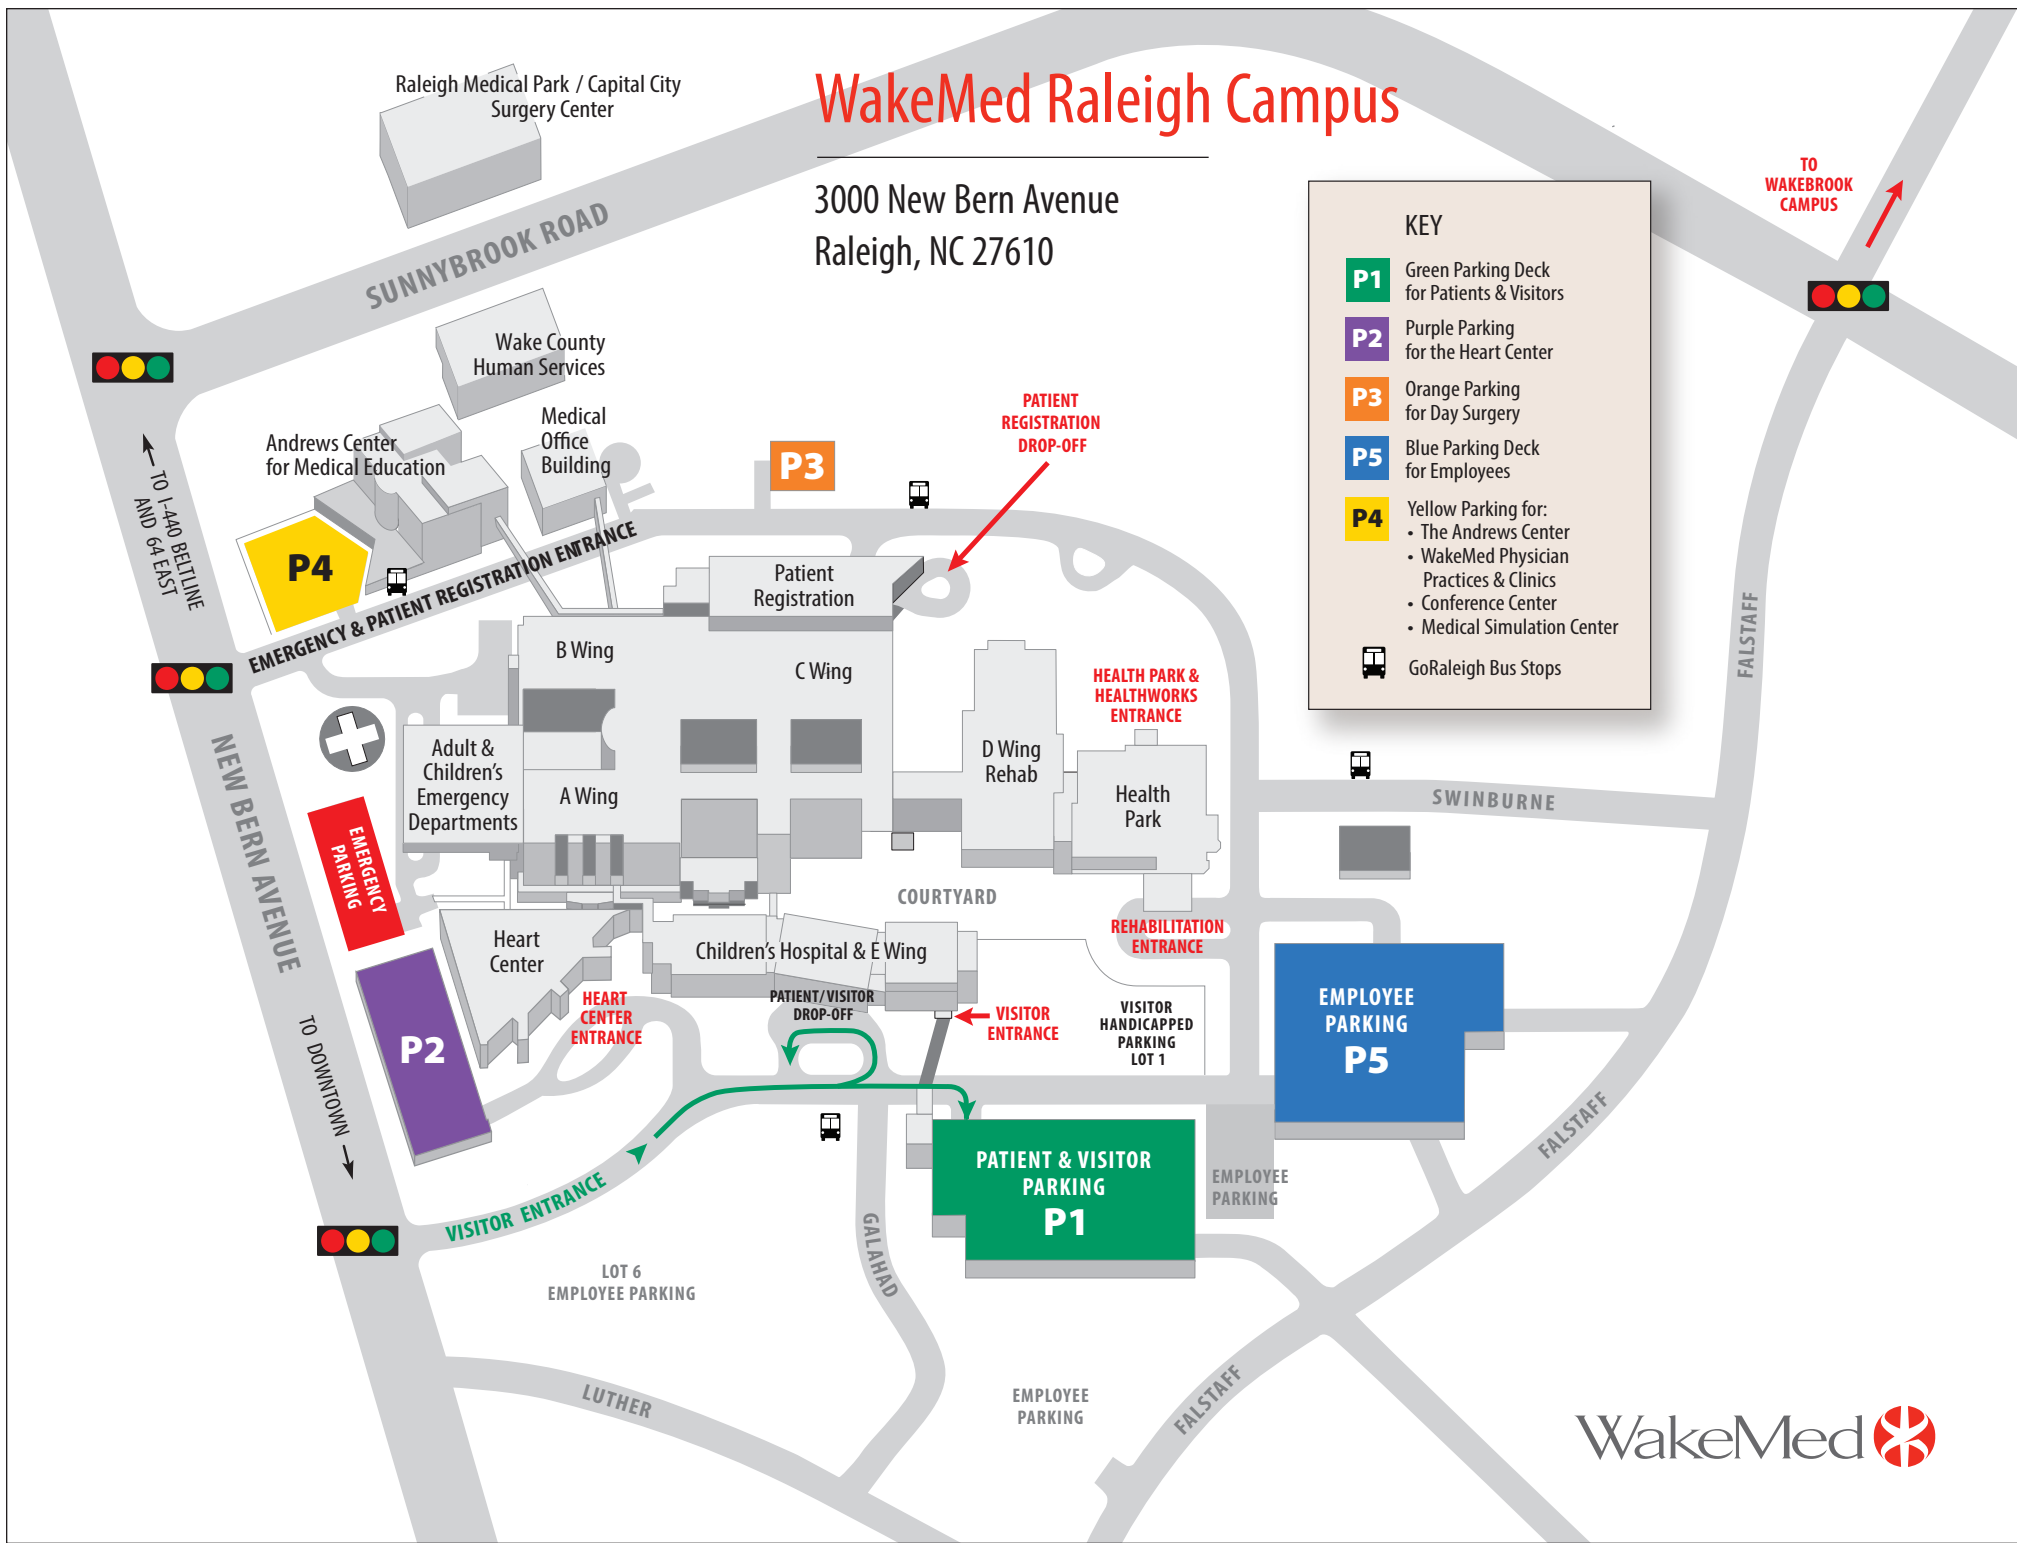 WakeMed Raleigh Campus
3000 New Bern Avenue
Raleigh, NC 27610
Raleigh Medical Park / Capital City
Surgery Center
SUNNYBROOK ROAD
TO
WAKEBROOK
CAMPUS
KEY
P1
Green Parking Deck
for Patients & Visitors
P2
Purple Parking
for the Heart Center
P3
Orange Parking
for Day Surgery
P5
Blue Parking Deck
for Employees
P4
Yellow Parking for:
• The Andrews Center
• WakeMed Physician
Practices & Clinics
• Conference Center
• Medical Simulation Center
GoRaleigh Bus Stops
Wake County
Human Services
Medical
Office
Building
Andrews Center
for Medical Education
P3
PATIENT
REGISTRATION
DROP-OFF
TO I-440 BELTLINE
AND 64 EAST
P4
EMERGENCY & PATIENT REGISTRATION ENTRANCE
Patient
Registration
B Wing
C Wing
HEALTH PARK &
HEALTHWORKS
ENTRANCE
FALSTAFF
NEW BERN AVENUE
Adult &
Children's
Emergency
Departments
A Wing
D Wing
Rehab
Health
Park
SWINBURNE
EMERGENCY
PARKING
COURTYARD
REHABILITATION
ENTRANCE
Heart
Center
Children's Hospital & E Wing
HEART
CENTER
ENTRANCE
PATIENT/VISITOR
DROP-OFF
VISITOR
ENTRANCE
VISITOR
HANDICAPPED
PARKING
LOT 1
EMPLOYEE
PARKING
P5
TO DOWNTOWN
P2
VISITOR ENTRANCE
PATIENT & VISITOR
PARKING
P1
EMPLOYEE
PARKING
FALSTAFF
GALAHAD
LOT 6
EMPLOYEE PARKING
LUTHER
EMPLOYEE
PARKING
FALSTAFF
WakeMed